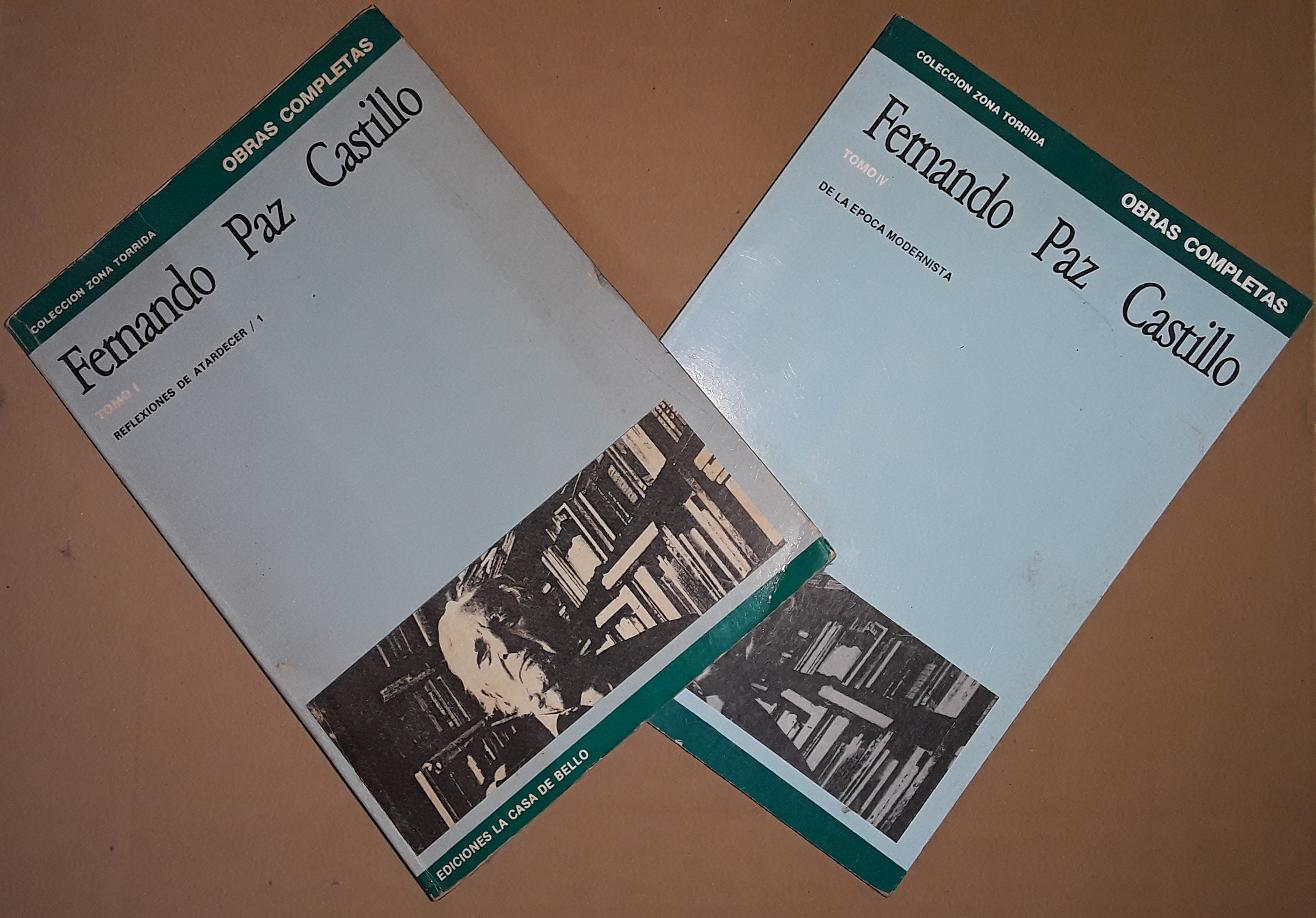 COLECCION ZONA TORRIDA
OBRAS COMPLETAS
Fernando Paz Castillo
TOMO I
REFLEXIONES DE ATARDECER / 1
EDICIONES LA CASA DE BELLO
COLECCION ZONA TORRIDA
OBRAS COMPLETAS
Fernando Paz Castillo
TOMO IV
DE LA EPOCA MODERNISTA